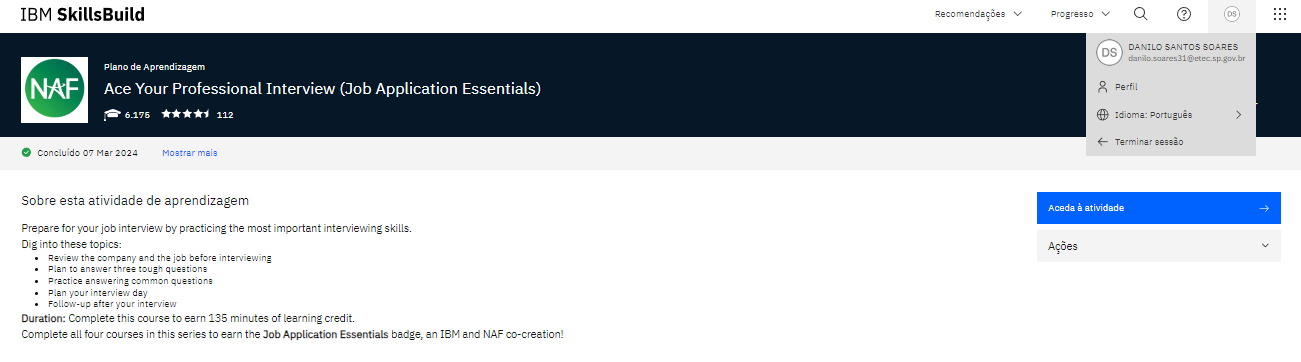 IBM SkillsBuild
Recomendações
Progresso
DS
DS
DANILO SANTOS SOARES
danilo.soares31@etec.sp.gov.br
Perfil
Idioma: Português
Terminar sessão
NAF
Plano de Aprendizagem
Ace Your Professional Interview (Job Application Essentials)
6.175 112
Concluído 07 Mar 2024 Mostrar mais
Sobre esta atividade de aprendizagem
Prepare for your job interview by practicing the most important interviewing skills.
Dig into these topics:
• Review the company and the job before interviewing
• Plan to answer three tough questions
• Practice answering common questions
• Plan your interview day
• Follow-up after your interview
Duration: Complete this course to earn 135 minutes of learning credit.
Complete all four courses in this series to earn the Job Application Essentials badge, an IBM and NAF co-creation!
Aceda à atividade
Ações